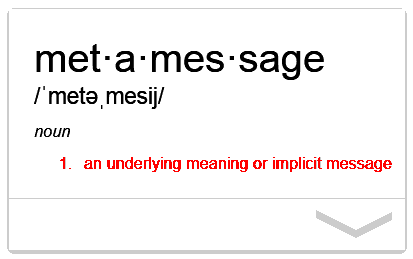 met·a·mes·sage
/ˈmetəˌmesij/
noun
1. an underlying meaning or implicit message